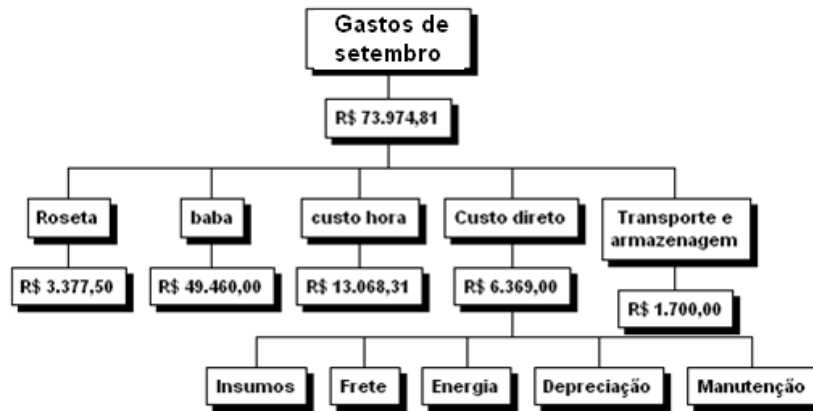 Gastos de
setembro
R$ 73.974,81
Roseta
baba
custo hora
Custo direto
Transporte e
armazenagem
R$ 3.377,50
R$ 49.460,00
R$ 13.068,31
R$ 6.369,00
R$ 1.700,00
Insumos
Frete
Energia
Depreciação
Manutenção